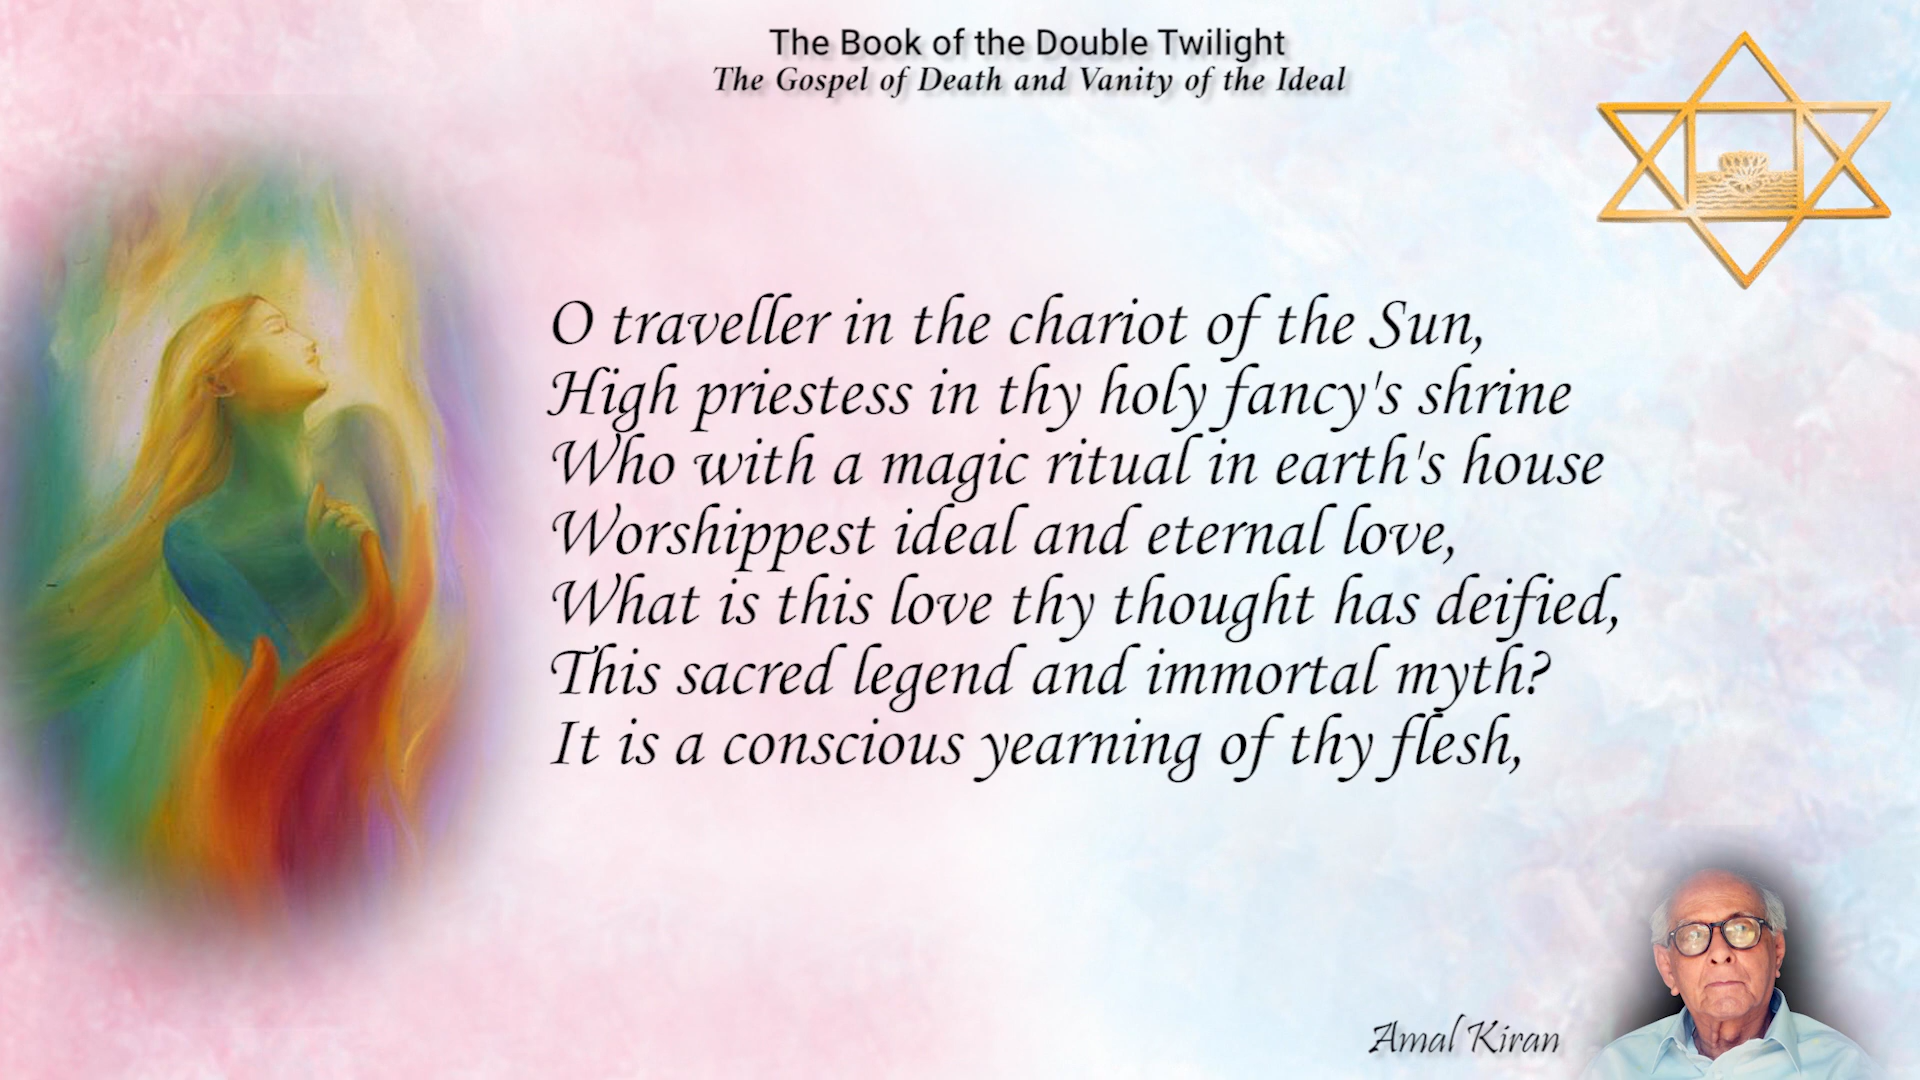 The Book of the Double Twilight
The Gospel of Death and Vanity of the Ideal
O traveller in the chariot of the Sun,
High priestess in thy holy fancy's shrine
Who with a magic ritual in earth's house
Worshippest ideal and eternal love,
What is this love thy thought has deified,
This sacred legend and immortal myth?
It is a conscious yearning of thy flesh,
Amal Kiran